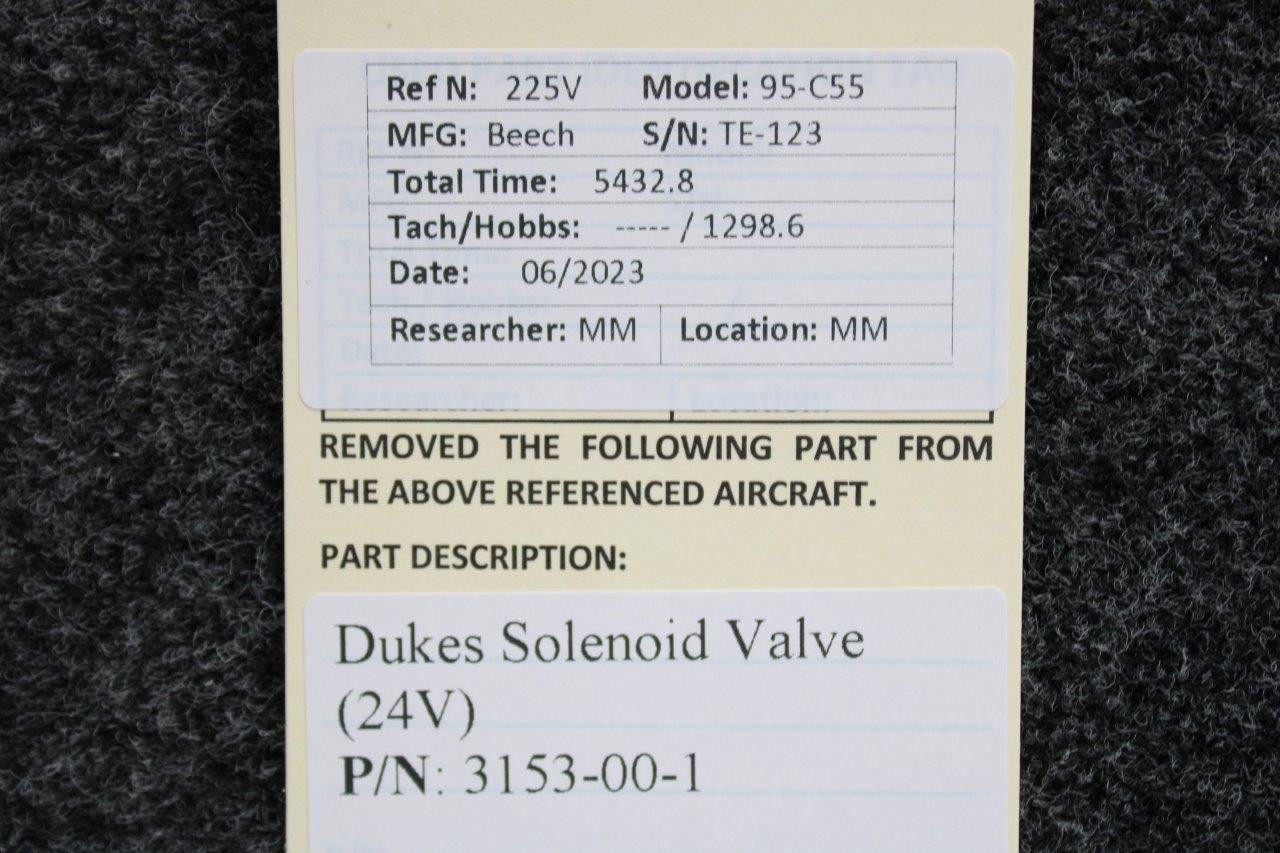 Ref N: 225V Model: 95-C55
MFG: Beech S/N: TE-123
Total Time: 5432.8
Tach/Hobbs: ----- / 1298.6
Date: 06/2023
Researcher: MM Location: MM
REMOVED THE FOLLOWING PART FROM
THE ABOVE REFERENCED AIRCRAFT.
PART DESCRIPTION:
Dukes Solenoid Valve
(24V)
P/N: 3153-00-1